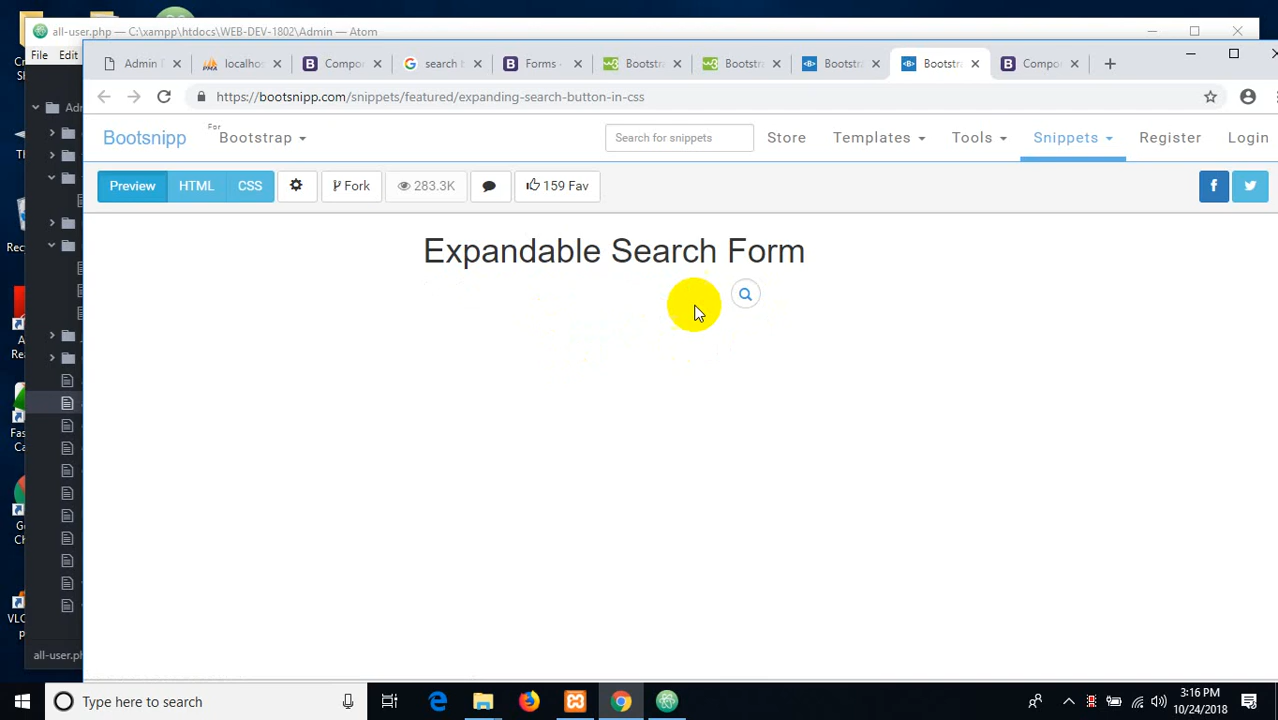 all-user.php — C:\xampp\htdocs\WEB-DEV-1802\Admin — Atom
File Edit
Admin
localhos
Compo
search
Forms -
Bootstra
Bootstra
Bootstr
Bootstr
Compo
https://bootsnipp.com/snippets/featured/expanding-search-button-in-css
Bootsnipp
For
Bootstrap
Search for snippets
Store
Templates
Tools
Snippets
Register
Login
Preview
HTML
CSS
Fork
283.3K
159 Fav
Expandable Search Form
all-user.ph
Type here to search
3:16 PM
10/24/2018